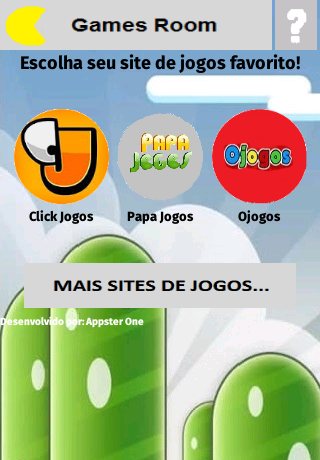 Games Room
?
Escolha seu site de jogos favorito!
J
PAPA
JOGOS
Ojogos
Click Jogos
Papa Jogos
Ojogos
MAIS SITES DE JOGOS...
Desenvolvido por: Appster One